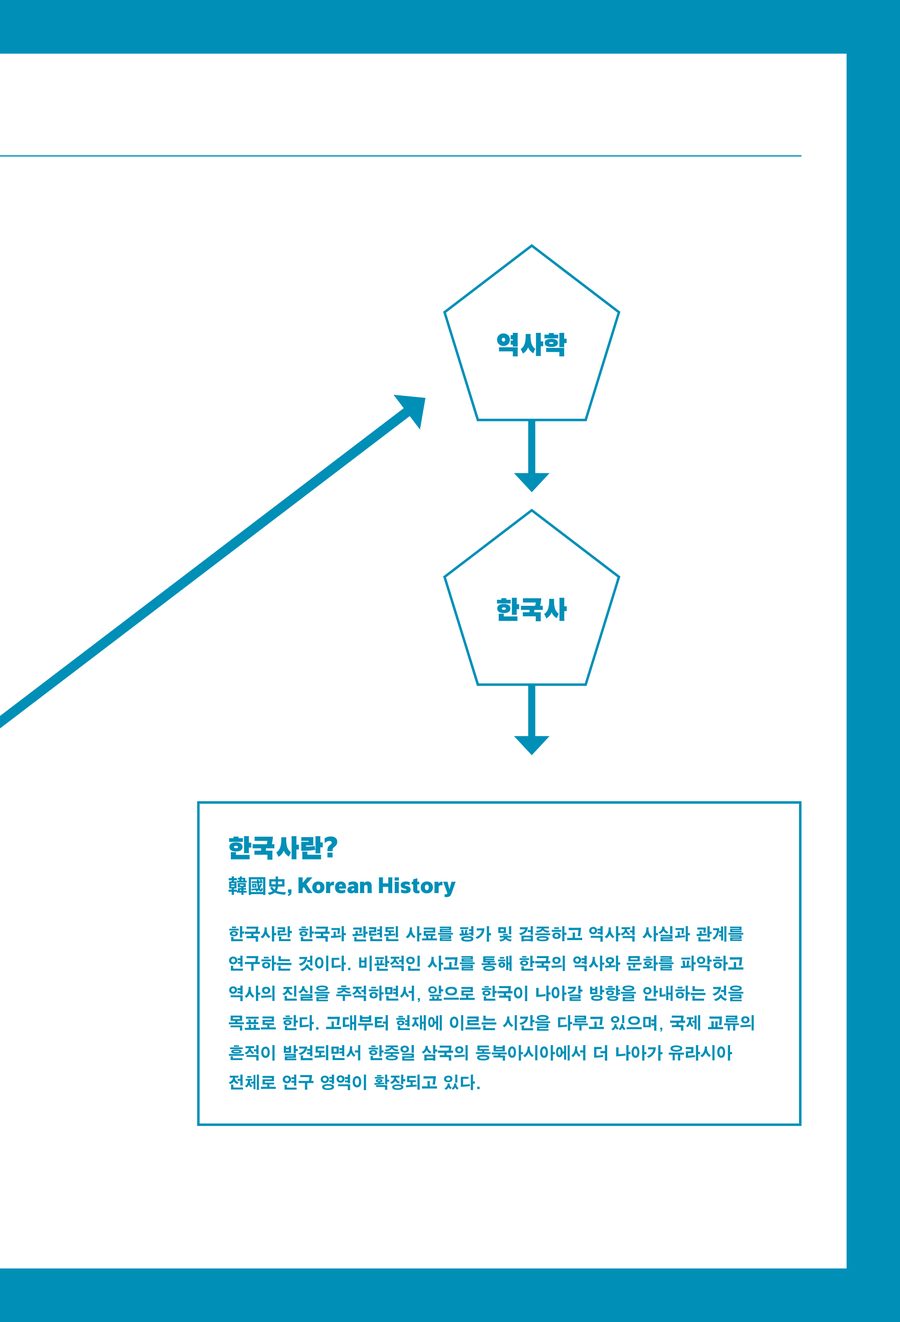 역사학
한국사
한국사란?
韓國史, Korean History
한국사란 한국과 관련된 사료를 평가 및 검증하고 역사적 사실과 관계를
연구하는 것이다. 비판적인 사고를 통해 한국의 역사와 문화를 파악하고
역사의 진실을 추적하면서, 앞으로 한국이 나아갈 방향을 안내하는 것을
목표로 한다. 고대부터 현재에 이르는 시간을 다루고 있으며, 국제 교류의
흔적이 발견되면서 한중일 삼국의 동북아시아에서 더 나아가 유라시아
전체로 연구 영역이 확장되고 있다.